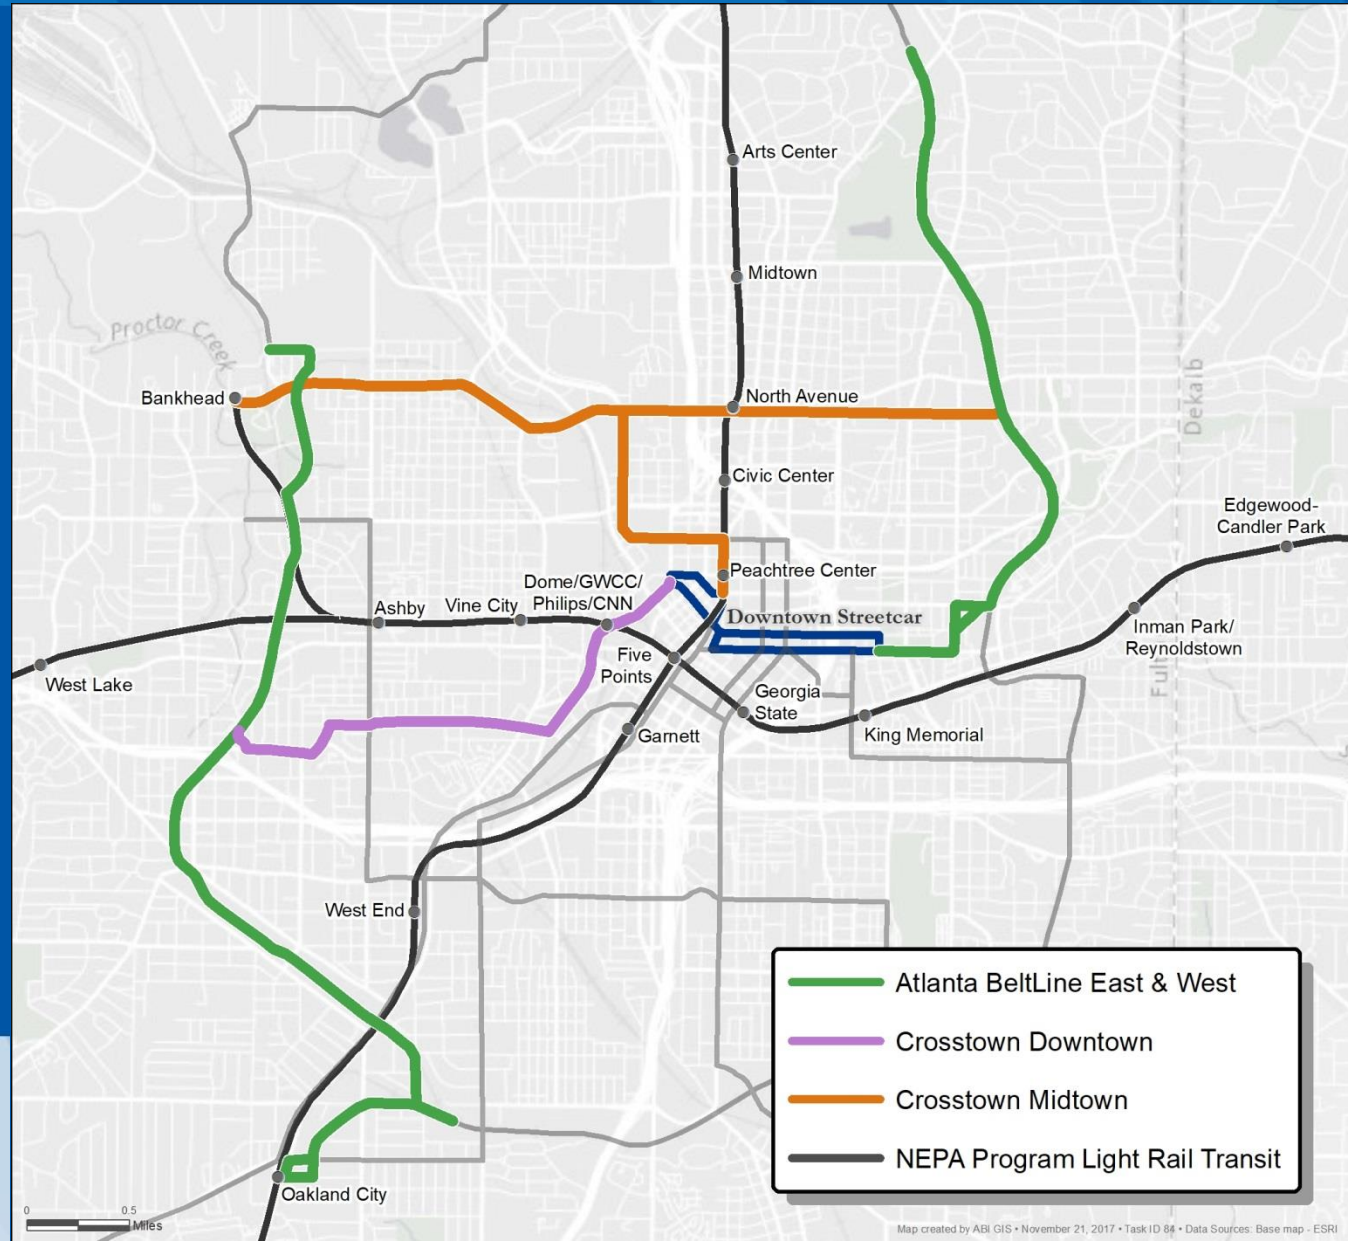 Arts Center
Midtown
Proctor Creek
Bankhead
North Avenue
Dekalb
Civic Center
Edgewood-
Candler Park
Peachtree Center
Dome/GWCC/
Philips/CNN
Ashby
Vine City
Downtown Streetcar
Inman Park/
Reynoldstown
Five
Points
West Lake
Fult
Georgia
State
Garnett
King Memorial
West End
Atlanta BeltLine East & West
Crosstown Downtown
Crosstown Midtown
NEPA Program Light Rail Transit
Oakland City
0 0.5
Miles
Map created by ABI GIS • November 21, 2017 • Task ID 84 • Data Sources: Base map - ESRI